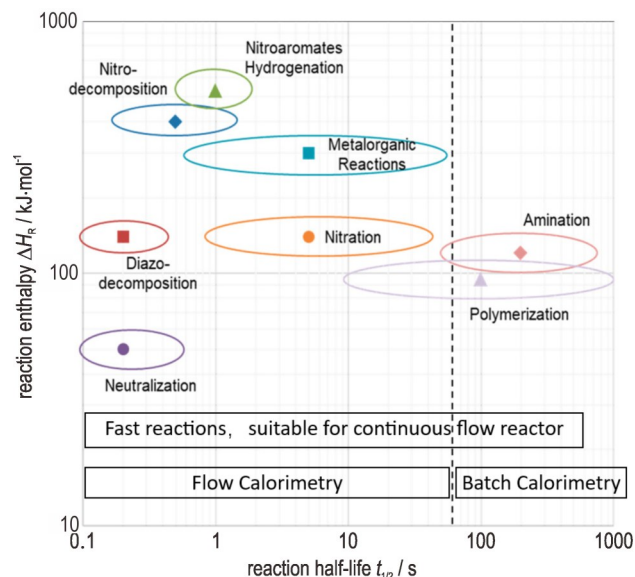 1000
Nitroaromates
Hydrogenation
Nitro-
decomposition
Metalorganic
Reactions
Amination
Nitration
100
Diazo-
decomposition
Polymerization
Neutralization
Fast reactions, suitable for continuous flow reactor
Flow Calorimetry
Batch Calorimetry
10
0.1
1
10
100
1000
reaction enthalpy ΔHR / kJ·mol-1
reaction half-life t1/2 / s